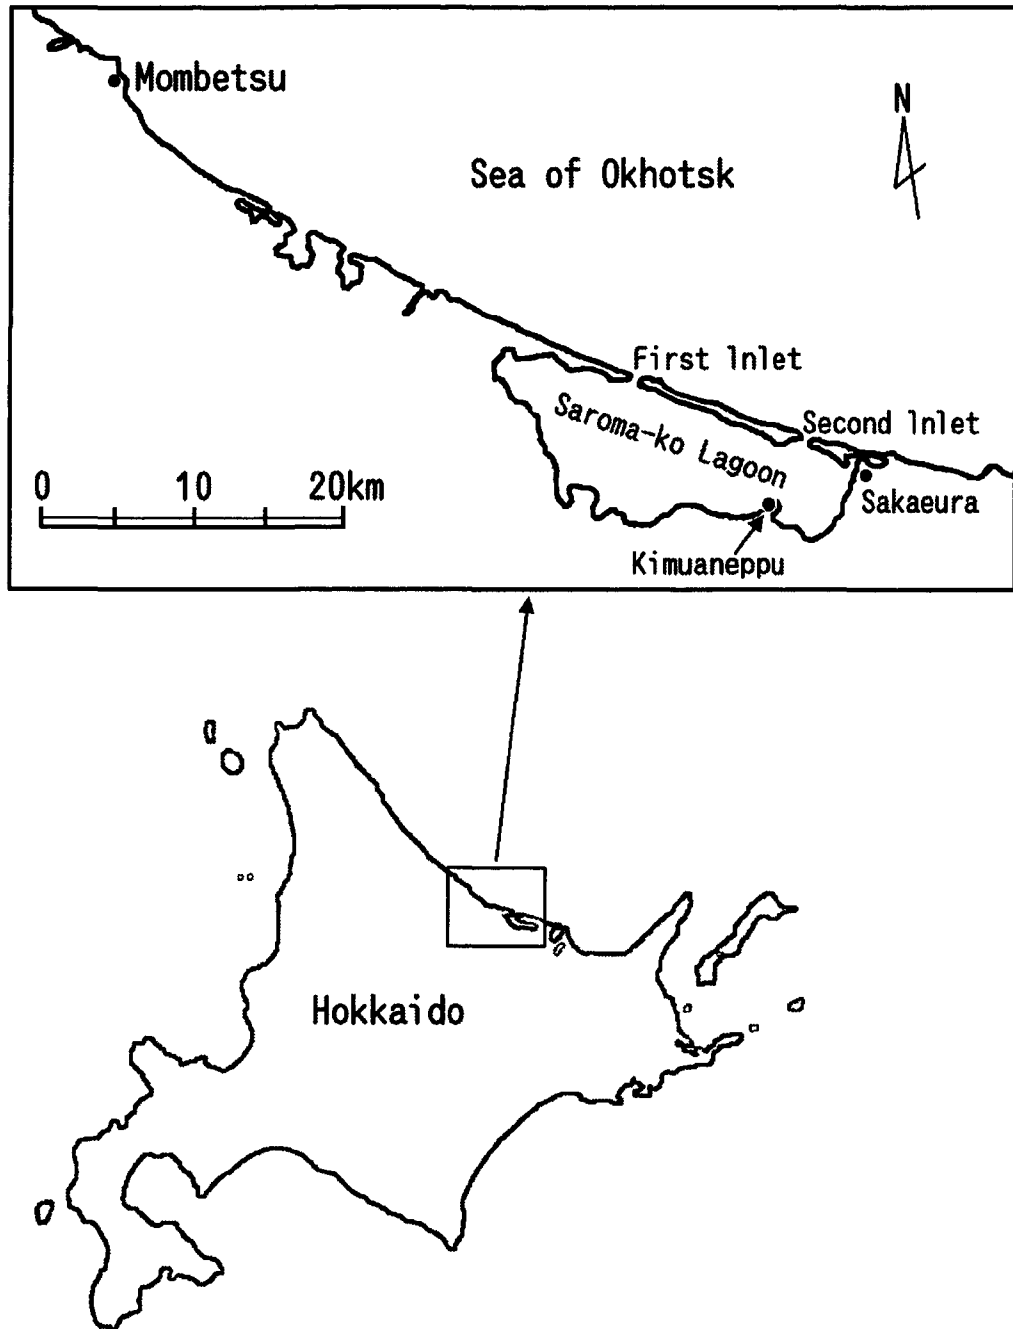 Mombetsu
N
Sea of Okhotsk
First Inlet
Second Inlet
Saroma-ko Lagoon
0 10 20km
Sakaeura
Kimuaneppu
Hokkaido